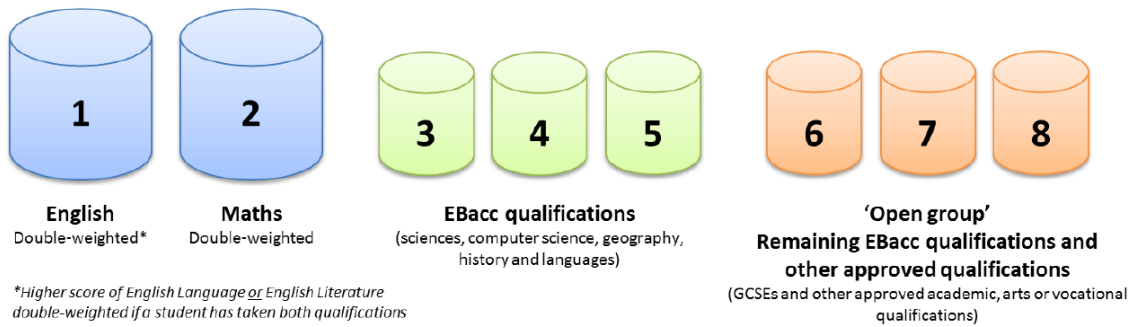 1
2
3
4
5
6
7
8
English
Double-weighted*
Maths
Double-weighted
EBacc qualifications
(sciences, computer science, geography,
history and languages)
‘Open group’
Remaining EBacc qualifications and
other approved qualifications
(GCSEs and other approved academic, arts or vocational
qualifications)
*Higher score of English Language or English Literature
double-weighted if a student has taken both qualifications